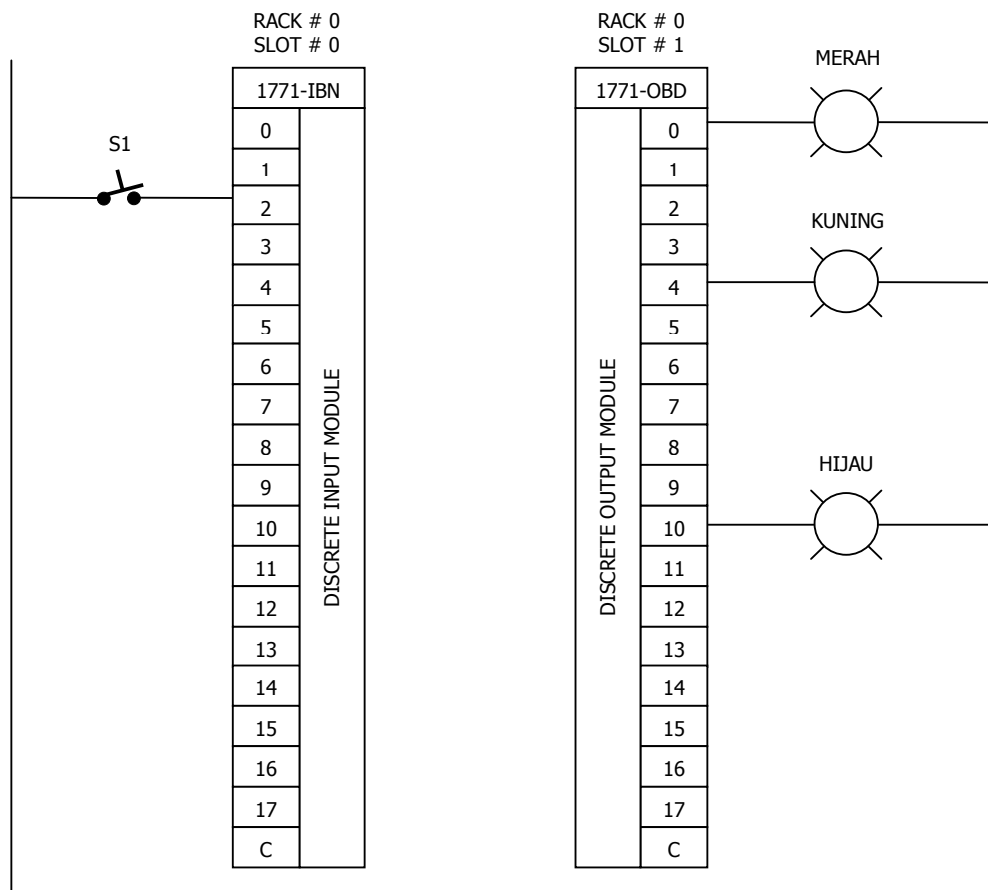 RACK # 0
SLOT # 0
1771-IBN
0
1
2
3
4
5
6
7
8
9
10
11
12
13
14
15
16
17
C
DISCRETE INPUT MODULE
S1
RACK # 0
SLOT # 1
1771-OBD
0
1
2
3
4
5
6
7
8
9
10
11
12
13
14
15
16
17
C
DISCRETE OUTPUT MODULE
MERAH
KUNING
HIJAU